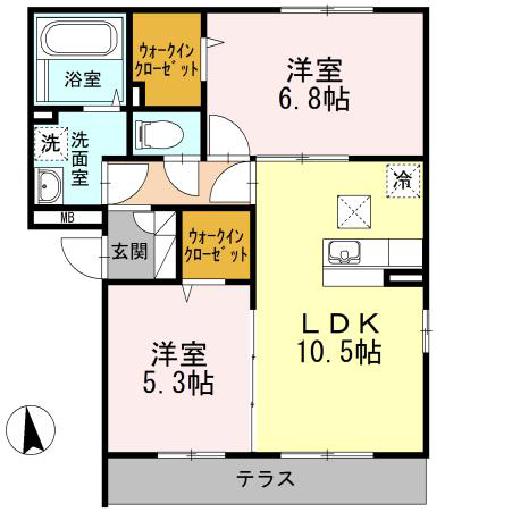 ウォークイン
クローゼット
洋室
6.8帖
浴室
洗
洗面室
冷
MB
玄関
ウォークイン
クローゼット
LDK
10.5帖
洋室
5.3帖
テラス